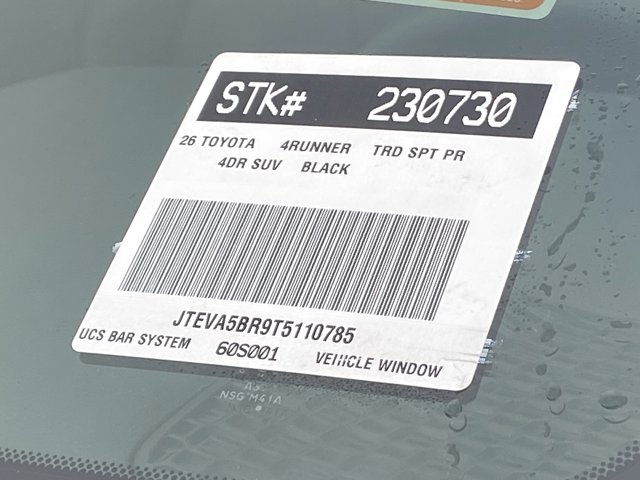 STK# 230730
26 TOYOTA 4RUNNER TRD SPT PR
4DR SUV BLACK
JTEVA5BR9T5110785
UCS BAR SYSTEM 60S001 VEHICLE WINDOW
NSG M41A